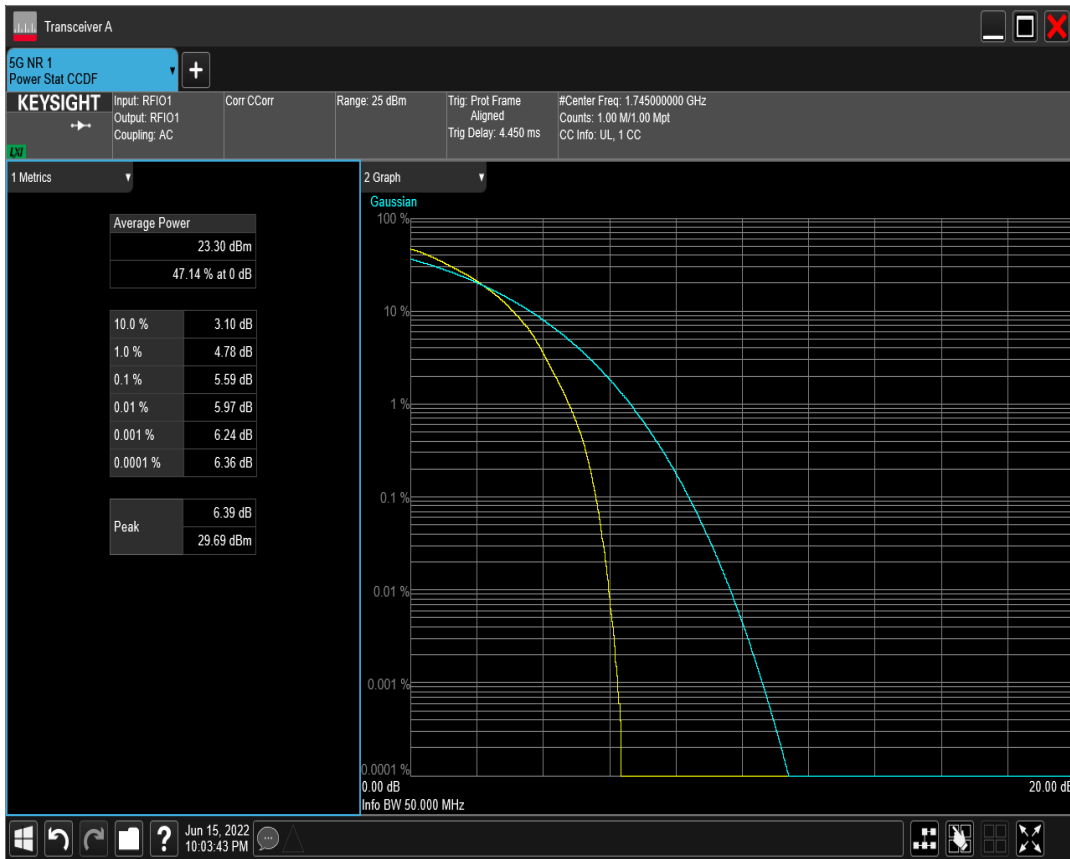 Transceiver A
5G NR 1
Power Stat CCDF
+
KEYSIGHT
LXI
Input: RFIO1
Output: RFIO1
Coupling: AC
Corr CCorr
Range: 25 dBm
Trig: Prot Frame
Aligned
Trig Delay: 4.450 ms
#Center Freq: 1.745000000 GHz
Counts: 1.00 M/1.00 Mpt
CC Info: UL, 1 CC
1 Metrics
Average Power
23.30 dBm
47.14 % at 0 dB
10.0 % 3.10 dB
1.0 % 4.78 dB
0.1 % 5.59 dB
0.01 % 5.97 dB
0.001 % 6.24 dB
0.0001 % 6.36 dB
Peak
6.39 dB
29.69 dBm
2 Graph
Gaussian
100 %
10 %
1 %
0.1 %
0.01 %
0.001 %
0.0001 %
0.00 dB 20.00 dB
Info BW 50.000 MHz
?
Jun 15, 2022
10:03:43 PM